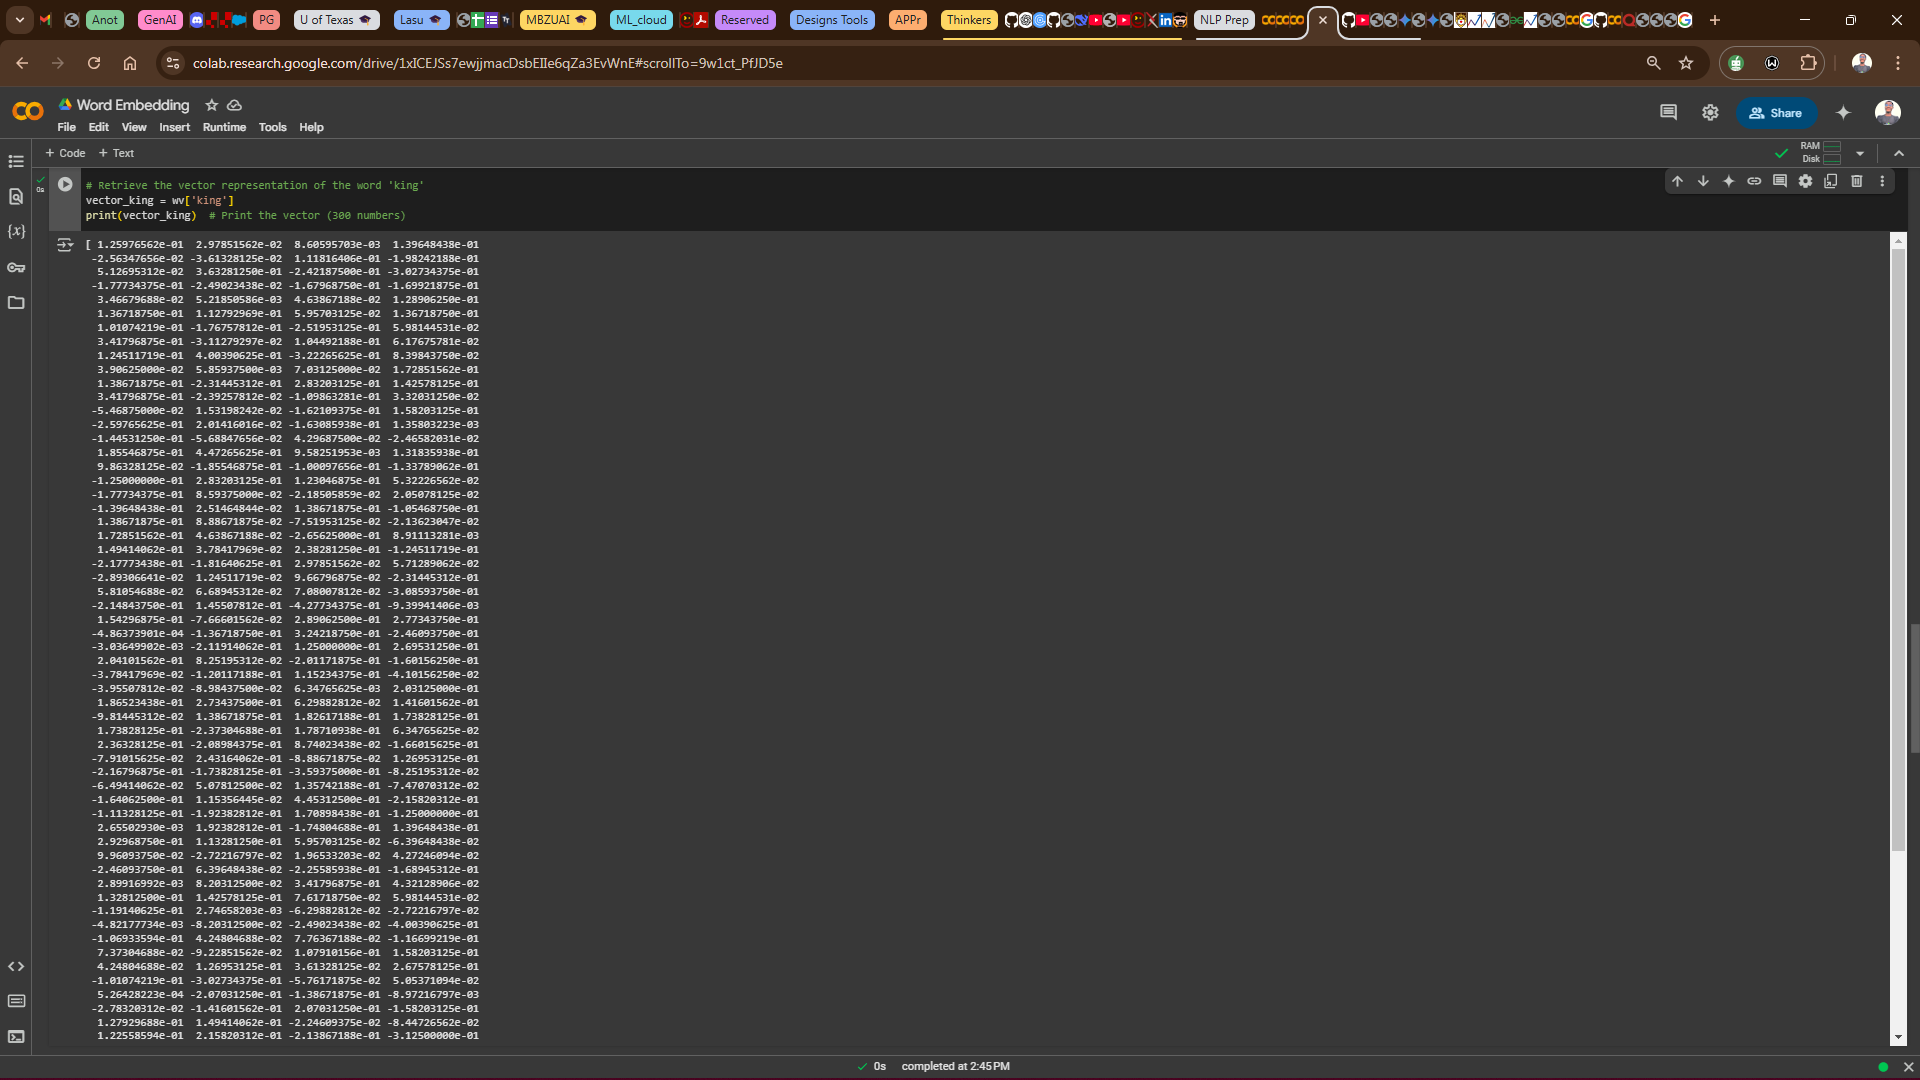 Anot GenAI PG U of Texas 🎓 Lasu 🎓 MBZUAI 🎓 ML_cloud Reserved Designs Tools APPr Thinkers NLP Prep
colab.research.google.com/drive/1xICEJSs7ewjjmacDsbEIIe6qZa3EvWnE#scrollTo=9w1ct_PfJD5e
Word Embedding
File Edit View Insert Runtime Tools Help
Share
+ Code + Text
RAM
Disk
0s
# Retrieve the vector representation of the word 'king'
vector_king = wv['king']
print(vector_king)  # Print the vector (300 numbers)
[ 1.25976562e-01  2.97851562e-02  8.60595703e-03  1.39648438e-01
-2.56347656e-02 -3.61328125e-02  1.11816406e-01 -1.98242188e-01
5.12695312e-02  3.63281250e-01 -2.42187500e-01 -3.02734375e-01
-1.77734375e-01 -2.49023438e-02 -1.67968750e-01 -1.69921875e-01
3.46679688e-02  5.21850586e-03  4.63867188e-02  1.28906250e-01
1.36718750e-01  1.12792969e-01  5.95703125e-02  1.36718750e-01
1.01074219e-01 -1.76757812e-01 -2.51953125e-01  5.98144531e-02
3.41796875e-01 -3.11279297e-02  1.04492188e-01  6.17675781e-02
1.24511719e-01  4.00390625e-01 -3.22265625e-01  8.39843750e-02
3.90625000e-02  5.85937500e-03  7.03125000e-02  1.72851562e-01
1.38671875e-01 -2.31445312e-01  2.83203125e-01  1.42578125e-01
3.41796875e-01 -2.39257812e-02 -1.09863281e-01  3.32031250e-02
-5.46875000e-02  1.53198242e-02 -1.62109375e-01  1.58203125e-01
-2.59765625e-01  2.01416016e-02 -1.63085938e-01  1.35803223e-03
-1.44531250e-01 -5.68847656e-02  4.29687500e-02 -2.46582031e-02
1.85546875e-01  4.47265625e-01  9.58251953e-03  1.31835938e-01
9.86328125e-02 -1.85546875e-01 -1.00097656e-01 -1.33789062e-01
-1.25000000e-01  2.83203125e-01  1.23046875e-01  5.32226562e-02
-1.77734375e-01  8.59375000e-02 -2.18505859e-02  2.05078125e-02
-1.39648438e-01  2.51464844e-02  1.38671875e-01 -1.05468750e-01
1.38671875e-01  8.88671875e-02 -7.51953125e-02 -2.13623047e-02
1.72851562e-01  4.63867188e-02 -2.65625000e-01  8.91113281e-03
1.49414062e-01  3.78417969e-02  2.38281250e-01 -1.24511719e-01
-2.17773438e-01 -1.81640625e-01  2.97851562e-02  5.71289062e-02
-2.89306641e-02  1.24511719e-02  9.66796875e-02 -2.31445312e-01
5.81054688e-02  6.68945312e-02  7.08007812e-02 -3.08593750e-01
-2.14843750e-01  1.45507812e-01 -4.27734375e-01 -9.39941406e-03
1.54296875e-01 -7.66601562e-02  2.89062500e-01  2.77343750e-01
-4.86373901e-04 -1.36718750e-01  3.24218750e-01 -2.46093750e-01
-3.03649902e-03 -2.11914062e-01  1.25000000e-01  2.69531250e-01
2.04101562e-01  8.25195312e-02 -2.01171875e-01 -1.60156250e-01
-3.78417969e-02 -1.20117188e-01  1.15234375e-01 -4.10156250e-02
-3.95507812e-02 -8.98437500e-02  6.34765625e-03  2.03125000e-01
1.86523438e-01  2.73437500e-01  6.29882812e-02  1.41601562e-01
-9.81445312e-02  1.38671875e-01  1.82617188e-01  1.73828125e-01
1.73828125e-01 -2.37304688e-01  1.78710938e-01  6.34765625e-02
2.36328125e-01 -2.08984375e-01  8.74023438e-02 -1.66015625e-01
-7.91015625e-02  2.43164062e-01 -8.88671875e-02  1.26953125e-01
-2.16796875e-01 -1.73828125e-01 -3.59375000e-01 -8.25195312e-02
-6.49414062e-02  5.07812500e-02  1.35742188e-01 -7.47070312e-02
-1.64062500e-01  1.15356445e-02  4.45312500e-01 -2.15820312e-01
-1.11328125e-01 -1.92382812e-01  1.70898438e-01 -1.25000000e-01
2.65502930e-03  1.92382812e-01 -1.74804688e-01  1.39648438e-01
2.92968750e-01  1.13281250e-01  5.95703125e-02 -6.39648438e-02
9.96093750e-02 -2.72216797e-02  1.96533203e-02  4.27246094e-02
-2.46093750e-01  6.39648438e-02 -2.25585938e-01 -1.68945312e-01
2.89916992e-03  8.20312500e-02  3.41796875e-01  4.32128906e-02
1.32812500e-01  1.42578125e-01  7.61718750e-02  5.98144531e-02
-1.19140625e-01  2.74658203e-03 -6.29882812e-02 -2.72216797e-02
-4.82177734e-03 -8.20312500e-02 -2.49023438e-02 -4.00390625e-01
-1.06933594e-01  4.24804688e-02  7.76367188e-02 -1.16699219e-01
7.37304688e-02 -9.22851562e-02  1.07910156e-01  1.58203125e-01
4.24804688e-02  1.26953125e-01  3.61328125e-02  2.67578125e-01
-1.01074219e-01 -3.02734375e-01 -5.76171875e-02  5.05371094e-02
5.26428223e-04 -2.07031250e-01 -1.38671875e-01 -8.97216797e-03
-2.78320312e-02 -1.41601562e-01  2.07031250e-01 -1.58203125e-01
1.27929688e-01  1.49414062e-01 -2.24609375e-02 -8.44726562e-02
1.22558594e-01  2.15820312e-01 -2.13867188e-01 -3.12500000e-01
0s completed at 2:45 PM